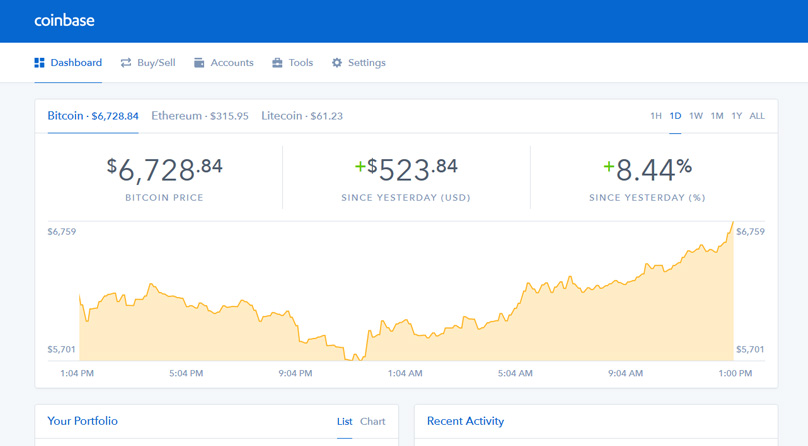 coinbase
Dashboard Buy/Sell Accounts Tools Settings
Bitcoin · $6,728.84 Ethereum · $315.95 Litecoin · $61.23 1H 1D 1W 1M 1Y ALL
$6,728.84 +$523.84 +8.44%
BITCOIN PRICE SINCE YESTERDAY (USD) SINCE YESTERDAY (%)
$6,759 $6,759
$5,701 $5,701
1:04 PM 5:04 PM 9:04 PM 1:04 AM 5:04 AM 9:04 AM 1:00 PM
Your Portfolio List Chart Recent Activity